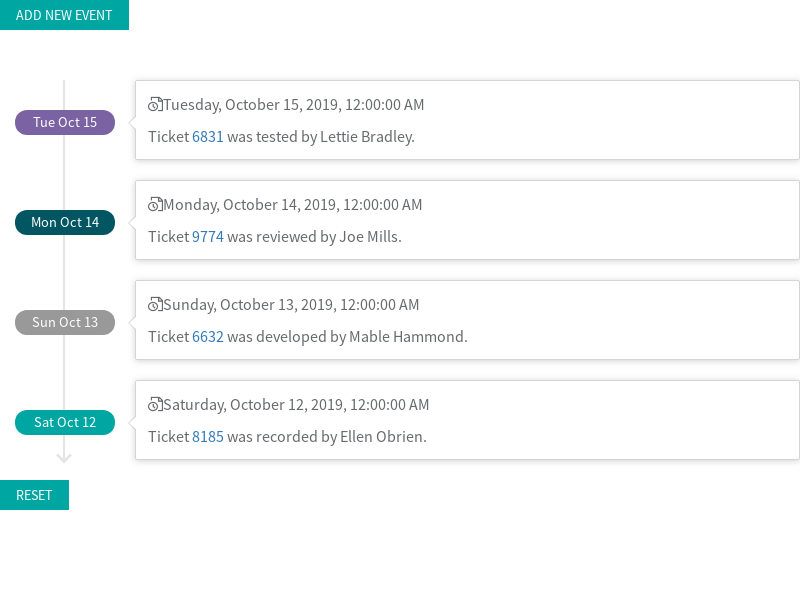 ADD NEW EVENT
Tue Oct 15
Tuesday, October 15, 2019, 12:00:00 AM
Ticket 6831 was tested by Lettie Bradley.
Mon Oct 14
Monday, October 14, 2019, 12:00:00 AM
Ticket 9774 was reviewed by Joe Mills.
Sun Oct 13
Sunday, October 13, 2019, 12:00:00 AM
Ticket 6632 was developed by Mable Hammond.
Sat Oct 12
Saturday, October 12, 2019, 12:00:00 AM
Ticket 8185 was recorded by Ellen Obrien.
RESET